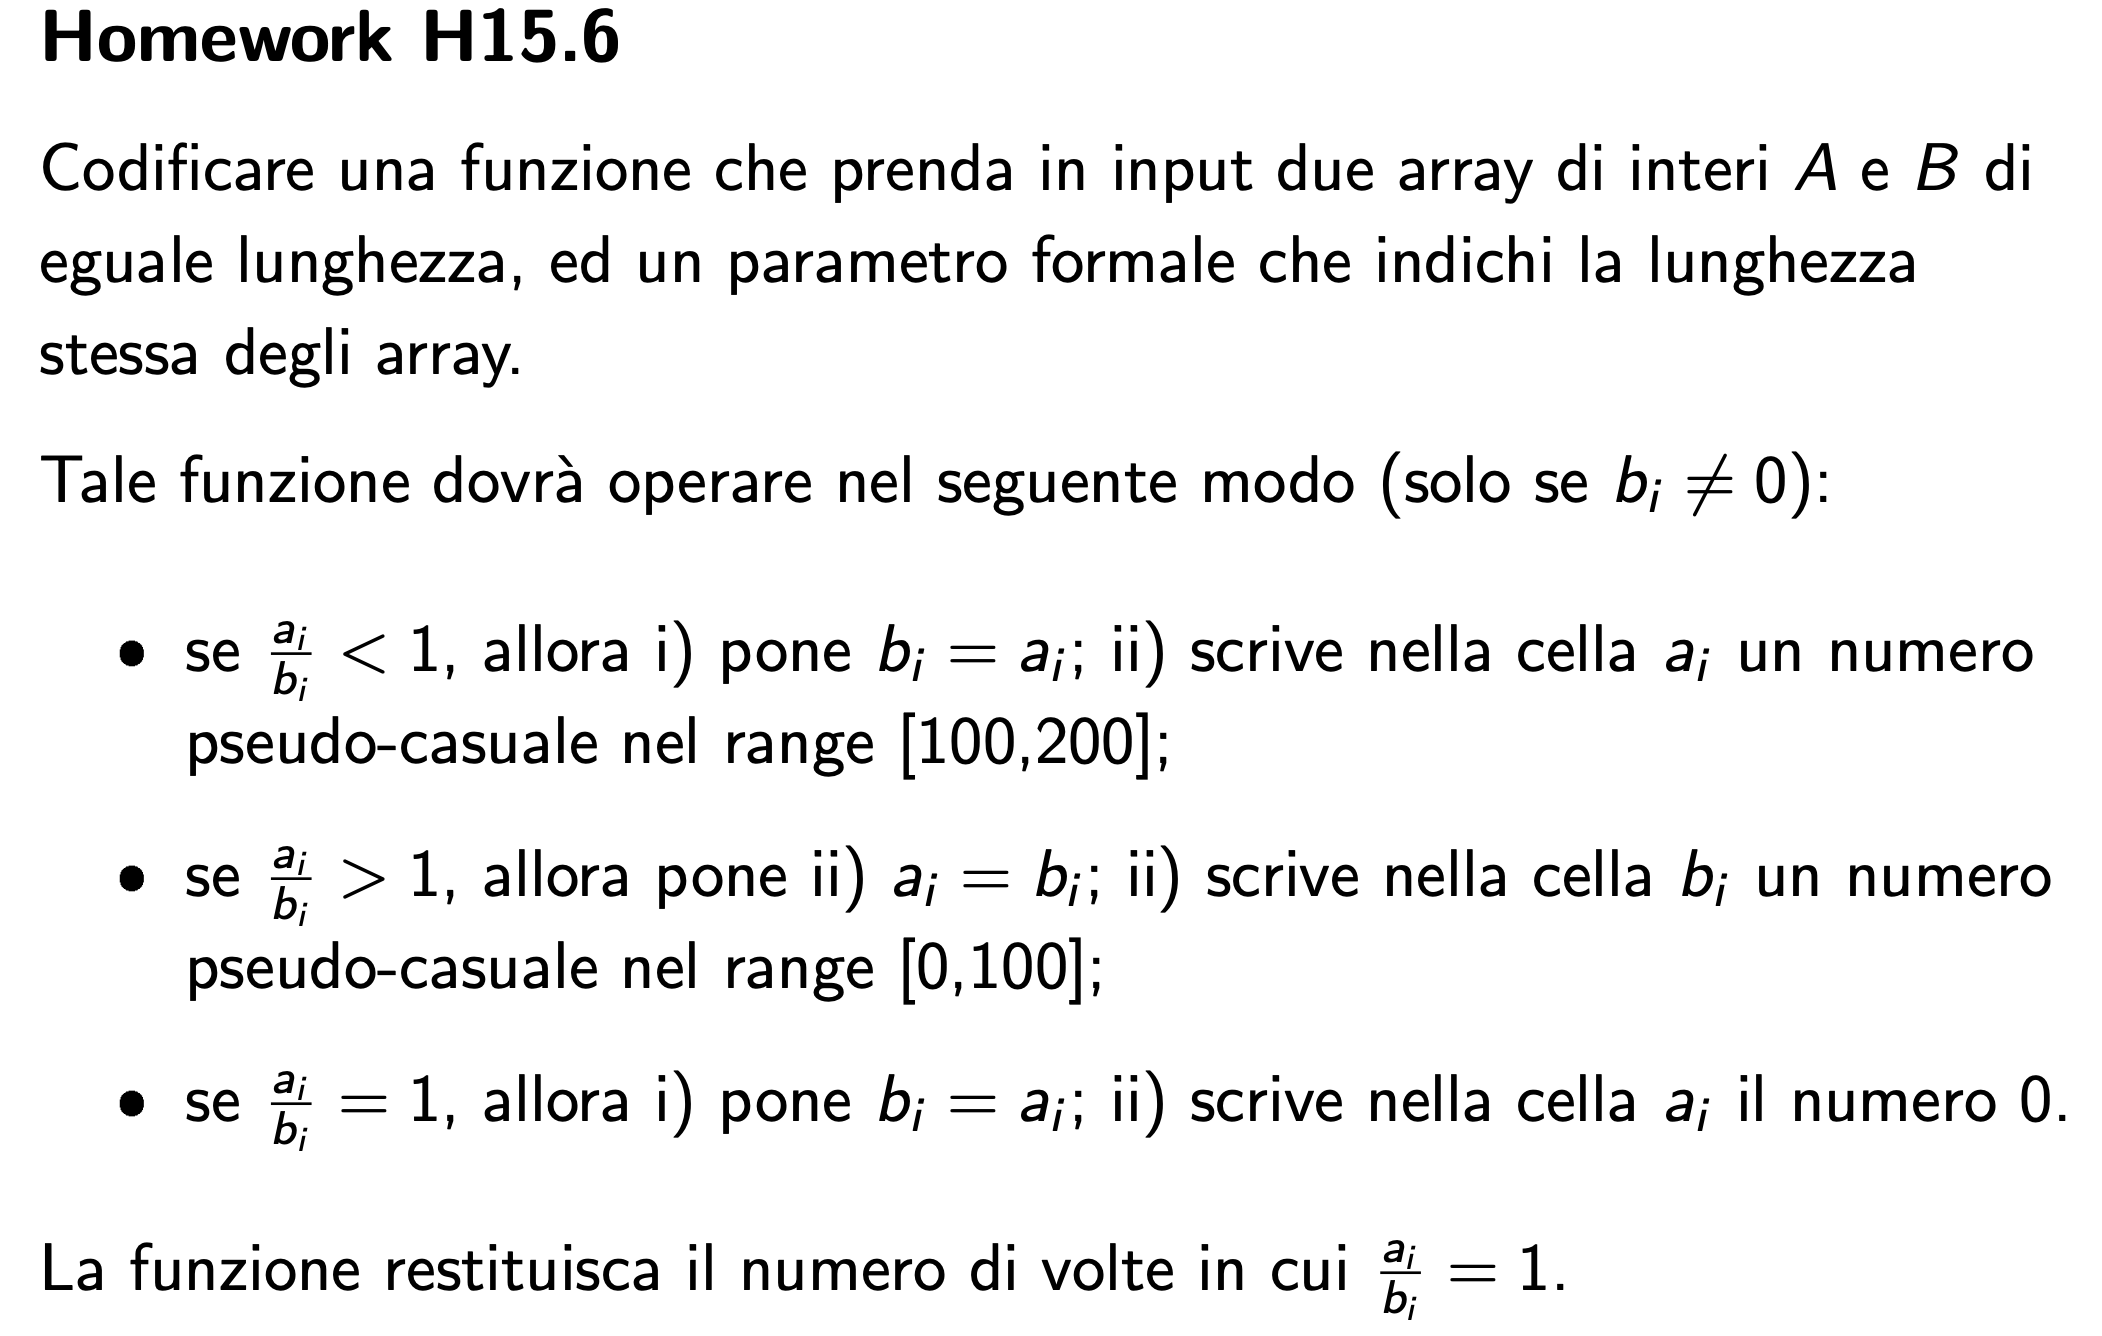 Homework H15.6
Codificare una funzione che prenda in input due array di interi A e B di
eguale lunghezza, ed un parametro formale che indichi la lunghezza
stessa degli array.
Tale funzione dovrà operare nel seguente modo (solo se b_i ≠ 0):
• se a_i/b_i < 1, allora i) pone b_i = a_i; ii) scrive nella cella a_i un numero
pseudo-casuale nel range [100,200];
• se a_i/b_i > 1, allora pone ii) a_i = b_i; ii) scrive nella cella b_i un numero
pseudo-casuale nel range [0,100];
• se a_i/b_i = 1, allora i) pone b_i = a_i; ii) scrive nella cella a_i il numero 0.
La funzione restituisca il numero di volte in cui a_i/b_i = 1.